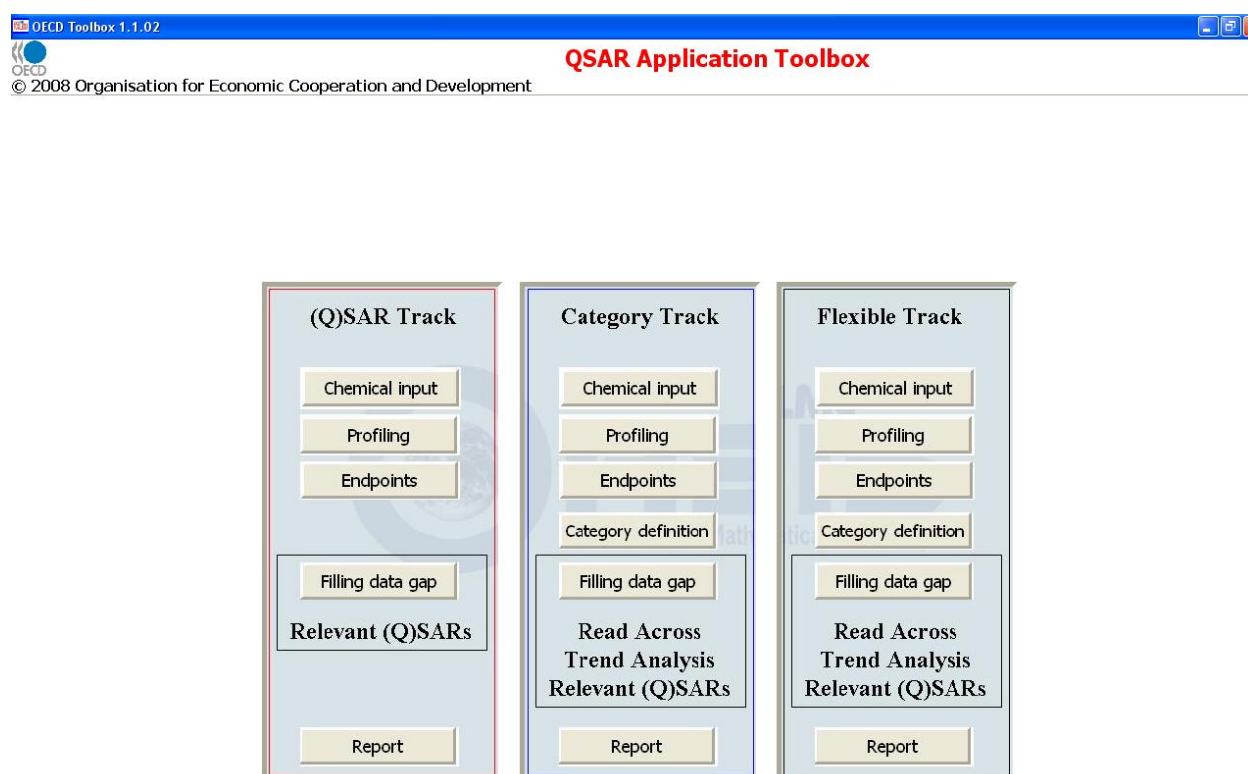 OECD Toolbox 1.1.02
OECD
QSAR Application Toolbox
© 2008 Organisation for Economic Cooperation and Development
(Q)SAR Track
Chemical input
Profiling
Endpoints
Filling data gap
Relevant (Q)SARs
Report
Category Track
Chemical input
Profiling
Endpoints
Category definition
Filling data gap
Read Across
Trend Analysis
Relevant (Q)SARs
Report
Flexible Track
Chemical input
Profiling
Endpoints
Category definition
Filling data gap
Read Across
Trend Analysis
Relevant (Q)SARs
Report